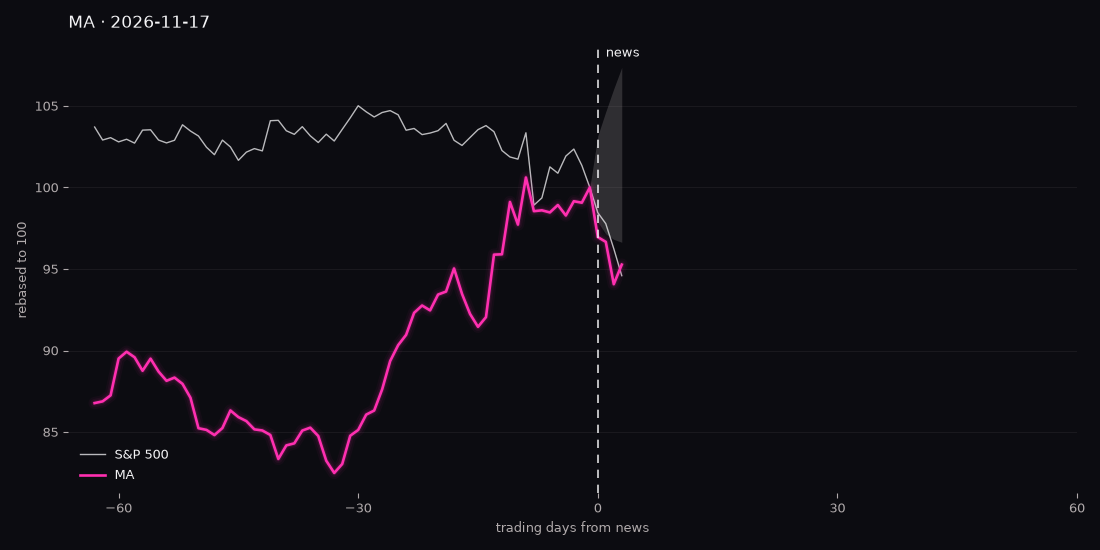 MA · 2026-11-17
news
105
100
95
90
85
rebased to 100
S&P 500
MA
−60
−30
0
30
60
trading days from news